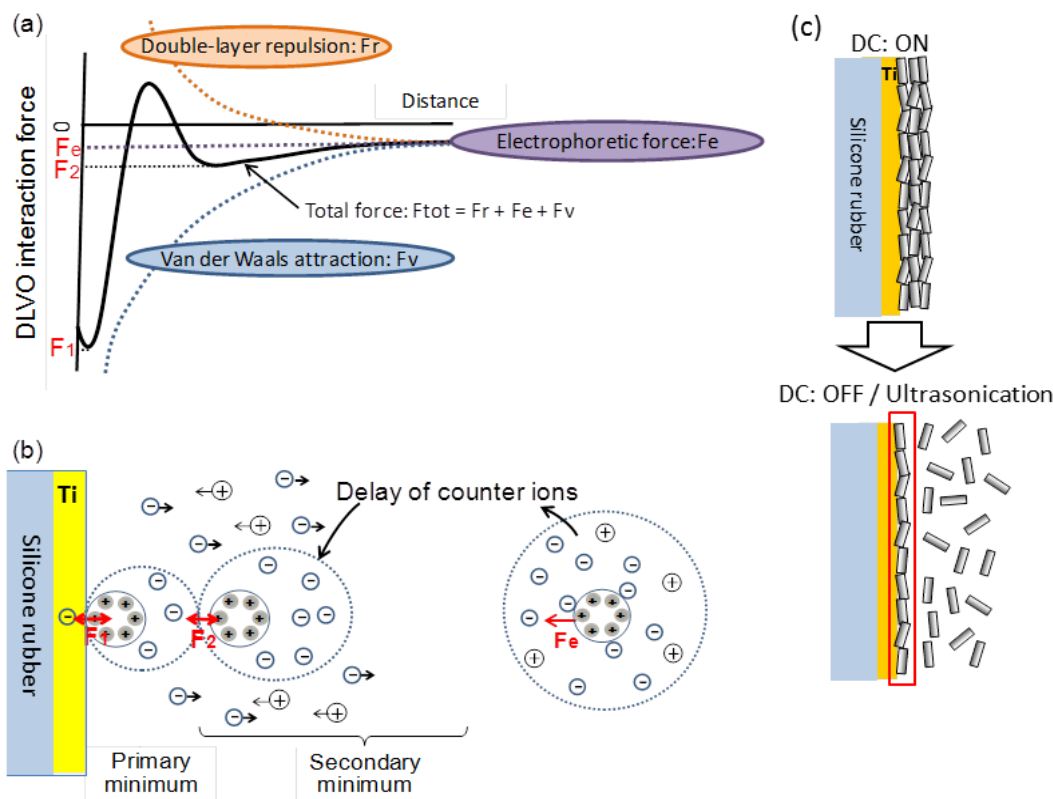 (a)
Double-layer repulsion: Fr
DLVO interaction force
0
Fe
F2
F1
Distance
Electrophoretic force:Fe
Total force: Ftot = Fr + Fe + Fv
Van der Waals attraction: Fv
(b)
Ti
Silicone rubber
Delay of counter ions
F1
F2
Fe
Primary
minimum
Secondary
minimum
(c)
DC: ON
Ti
Silicone rubber
DC: OFF / Ultrasonication